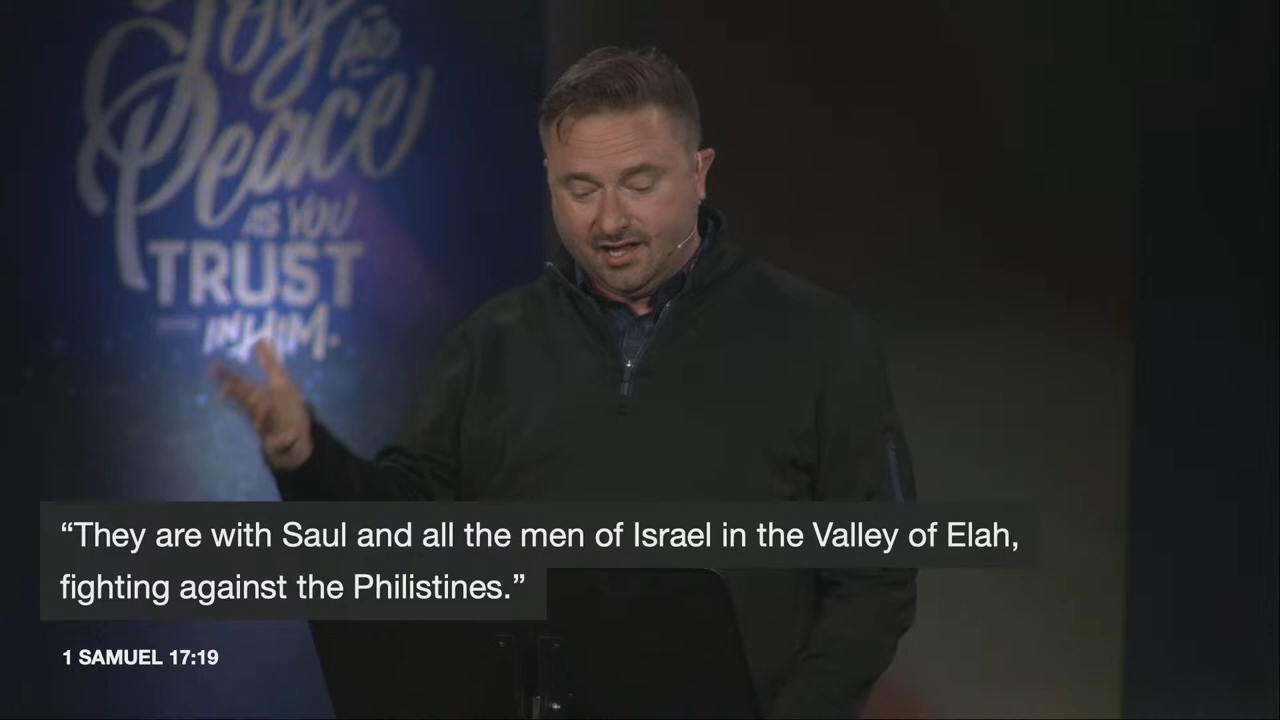 Joy AND
Peace
AS YOU
TRUST
IN HIM.
“They are with Saul and all the men of Israel in the Valley of Elah,
fighting against the Philistines.”
1 SAMUEL 17:19